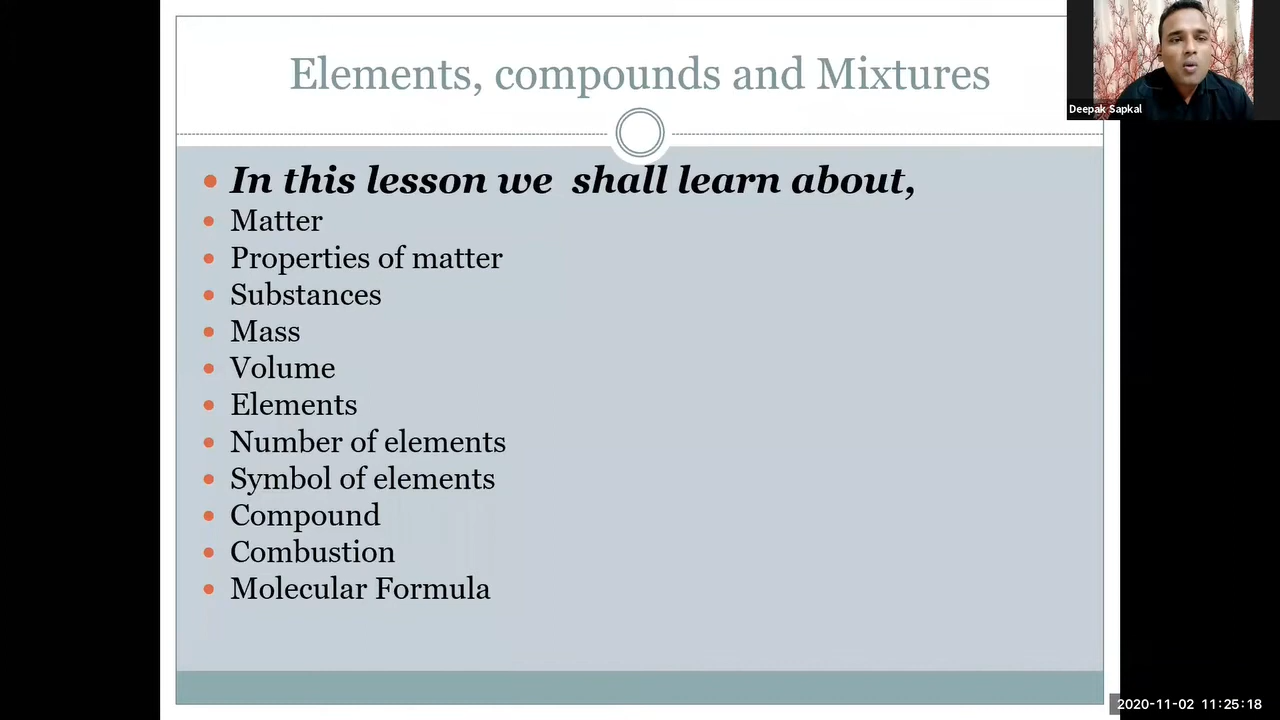 Elements, compounds and Mixtures
Deepak Sapkal
In this lesson we shall learn about,
Matter
Properties of matter
Substances
Mass
Volume
Elements
Number of elements
Symbol of elements
Compound
Combustion
Molecular Formula
2020-11-02 11:25:18